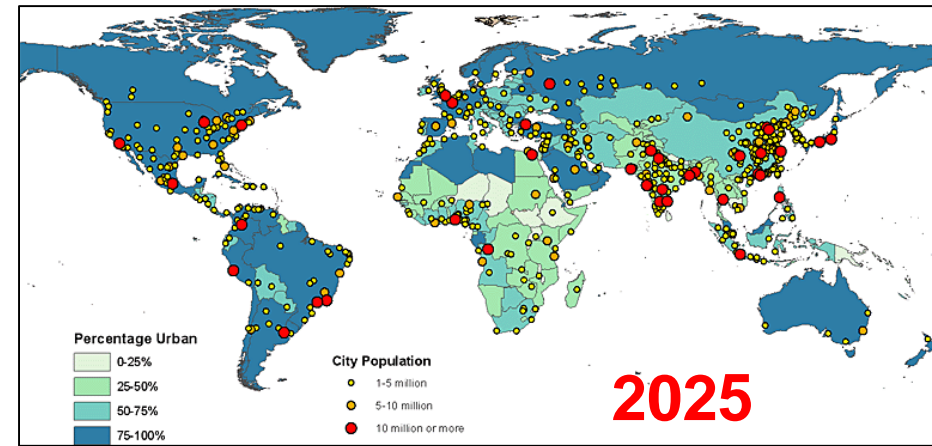 Percentage Urban
0-25%
25-50%
50-75%
75-100%
City Population
1-5 million
5-10 million
10 million or more
2025